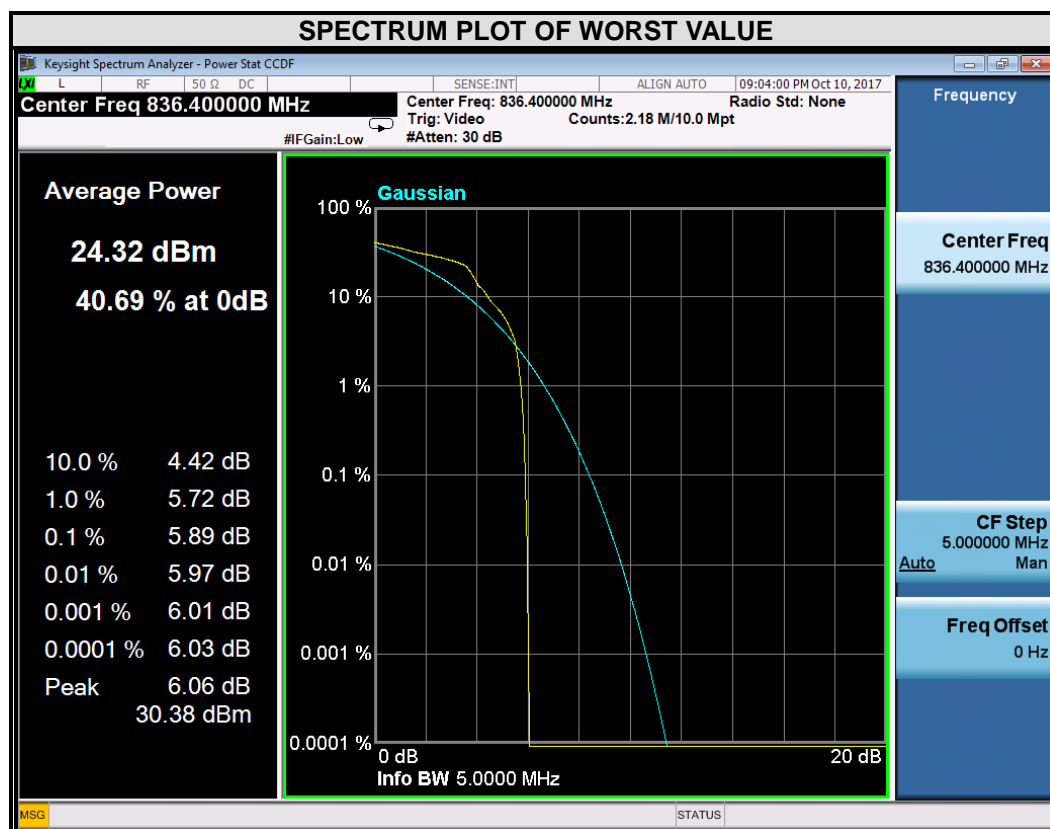 SPECTRUM PLOT OF WORST VALUE
Keysight Spectrum Analyzer - Power Stat CCDF
LXI L RF 50 Ω DC SENSE:INT ALIGN AUTO 09:04:00 PM Oct 10, 2017
Center Freq 836.400000 MHz
Center Freq: 836.400000 MHz Radio Std: None
Trig: Video Counts:2.18 M/10.0 Mpt
#IFGain:Low #Atten: 30 dB
Frequency
Average Power
24.32 dBm
40.69 % at 0dB
10.0 % 4.42 dB
1.0 % 5.72 dB
0.1 % 5.89 dB
0.01 % 5.97 dB
0.001 % 6.01 dB
0.0001 % 6.03 dB
Peak 6.06 dB
30.38 dBm
Gaussian
100 %
10 %
1 %
0.1 %
0.01 %
0.001 %
0.0001 %
0 dB 20 dB
Info BW 5.0000 MHz
Center Freq
836.400000 MHz
CF Step
5.000000 MHz
Auto Man
Freq Offset
0 Hz
MSG STATUS